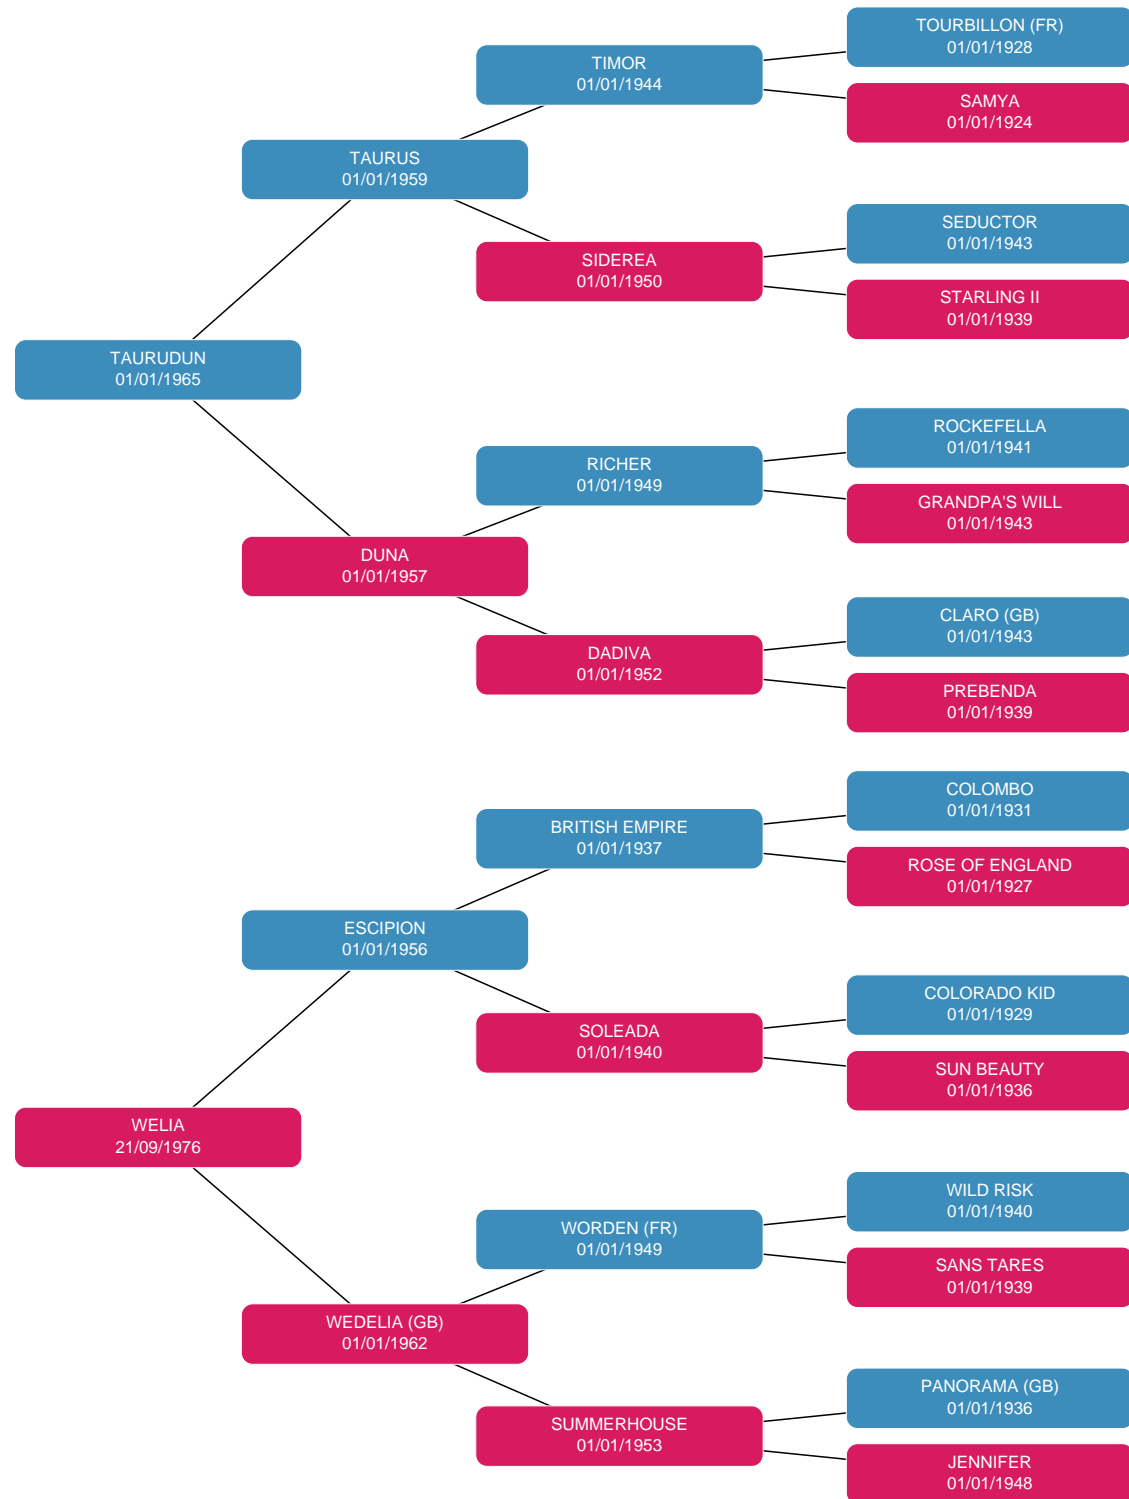 TOURBILLON (FR)
01/01/1928
TIMOR
01/01/1944
SAMYA
01/01/1924
TAURUS
01/01/1959
SEDUCTOR
01/01/1943
SIDEREA
01/01/1950
STARLING II
01/01/1939
TAURUDUN
01/01/1965
ROCKEFELLA
01/01/1941
RICHER
01/01/1949
GRANDPA'S WILL
01/01/1943
DUNA
01/01/1957
CLARO (GB)
01/01/1943
DADIVA
01/01/1952
PREBENDA
01/01/1939
COLOMBO
01/01/1931
BRITISH EMPIRE
01/01/1937
ROSE OF ENGLAND
01/01/1927
ESCIPION
01/01/1956
COLORADO KID
01/01/1929
SOLEADA
01/01/1940
SUN BEAUTY
01/01/1936
WELIA
21/09/1976
WILD RISK
01/01/1940
WORDEN (FR)
01/01/1949
SANS TARES
01/01/1939
WEDELIA (GB)
01/01/1962
PANORAMA (GB)
01/01/1936
SUMMERHOUSE
01/01/1953
JENNIFER
01/01/1948